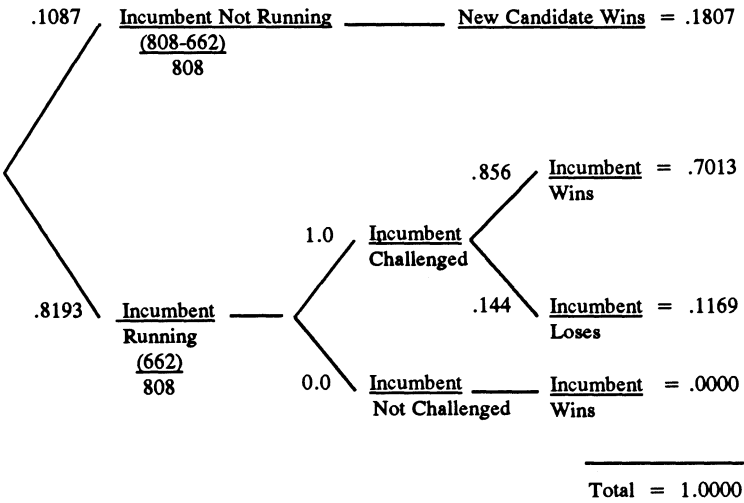 .1087 Incumbent Not Running New Candidate Wins = .1807
(808-662)
808
.856 Incumbent = .7013
Wins
1.0 Incumbent
Challenged
.8193 Incumbent .144 Incumbent = .1169
Running Loses
(662)
808
0.0 Incumbent Incumbent = .0000
Not Challenged Wins
Total = 1.0000